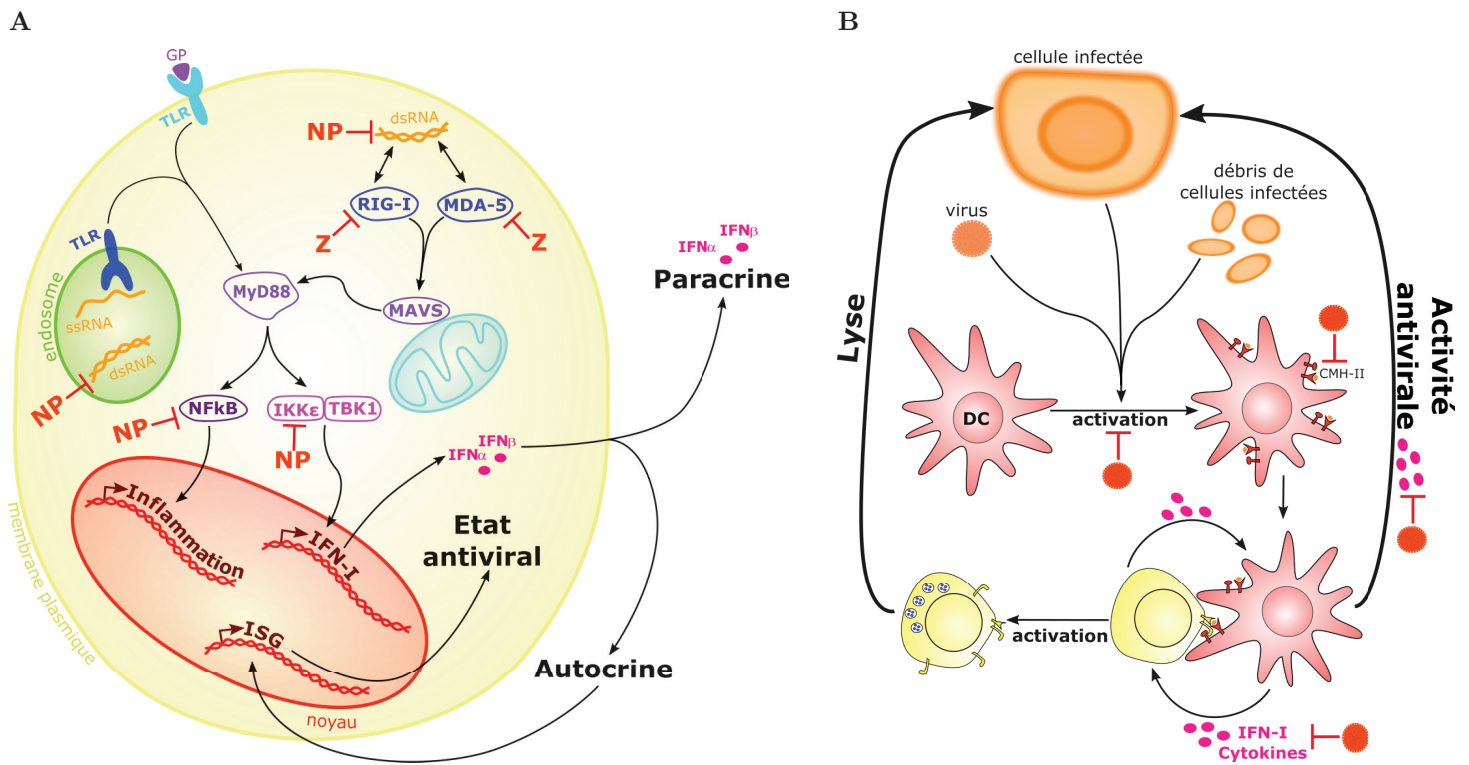 A
GP
TLR
NP
dsRNA
RIG-I
MDA-5
Z
Z
TLR
endosome
ssRNA
dsRNA
NP
MyD88
MAVS
NP
NFkB
IKKε
TBK1
NP
IFNβ
IFNα
Paracrine
IFNβ
IFNα
Inflammation
IFN-I
Etat
antiviral
ISG
Autocrine
noyau
membrane plasmique
B
cellule infectée
virus
débris de
cellules infectées
Lyse
Activité
antivirale
CMH-II
DC
activation
activation
IFN-I
Cytokines